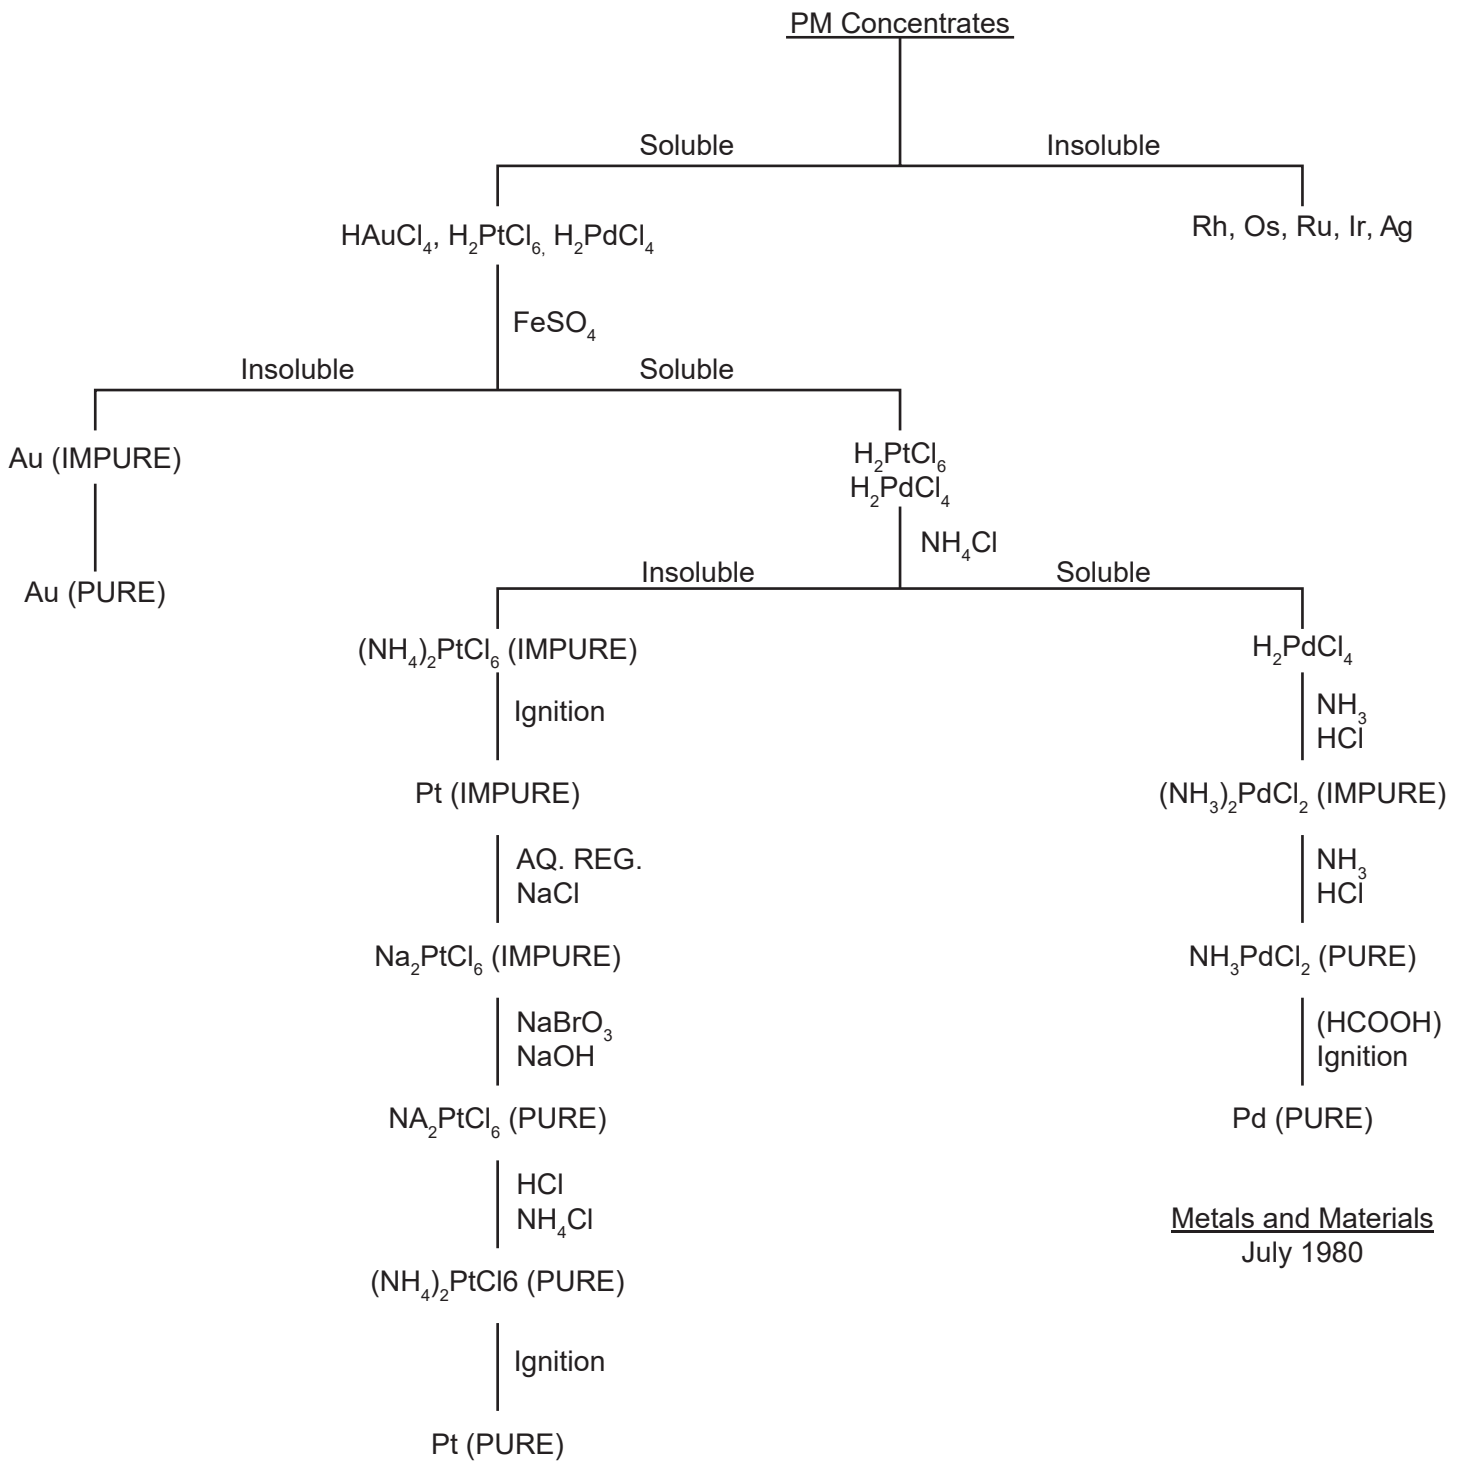 PM Concentrates
Soluble
Insoluble
HAuCl₄, H₂PtCl₆, H₂PdCl₄
Rh, Os, Ru, Ir, Ag
FeSO₄
Insoluble
Soluble
Au (IMPURE)
H₂PtCl₆
H₂PdCl₄
NH₄Cl
Au (PURE)
Insoluble
Soluble
(NH₄)₂PtCl₆ (IMPURE)
Ignition
Pt (IMPURE)
AQ. REG.
NaCl
Na₂PtCl₆ (IMPURE)
NaBrO₃
NaOH
NA₂PtCl₆ (PURE)
HCl
NH₄Cl
(NH₄)₂PtCl6 (PURE)
Ignition
Pt (PURE)
H₂PdCl₄
NH₃
HCl
(NH₃)₂PdCl₂ (IMPURE)
NH₃
HCl
NH₃PdCl₂ (PURE)
(HCOOH)
Ignition
Pd (PURE)
Metals and Materials
July 1980